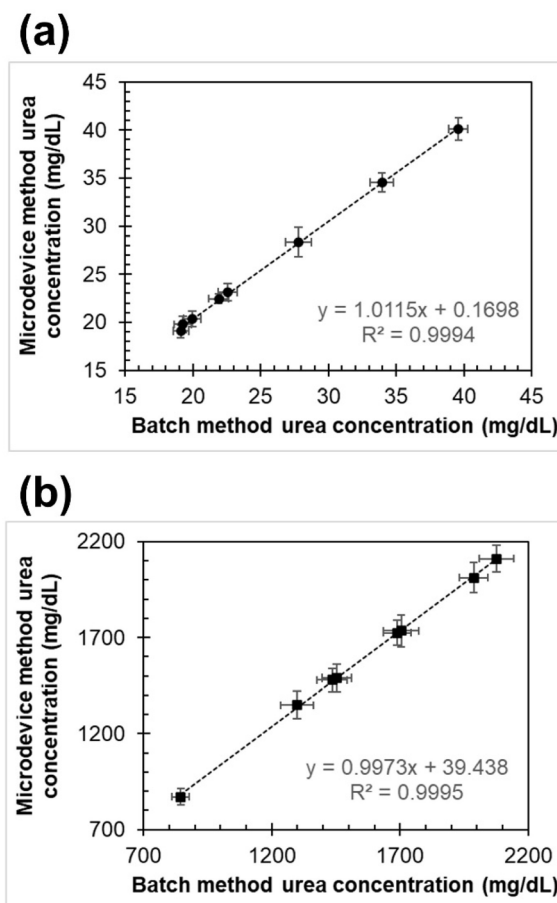 (a)
Microdevice method urea
concentration (mg/dL)
45
40
35
30
25
20
15
y = 1.0115x + 0.1698
R² = 0.9994
15 20 25 30 35 40 45
Batch method urea concentration (mg/dL)
(b)
Microdevice method urea
concentration (mg/dL)
2200
1700
1200
700
y = 0.9973x + 39.438
R² = 0.9995
700 1200 1700 2200
Batch method urea concentration (mg/dL)